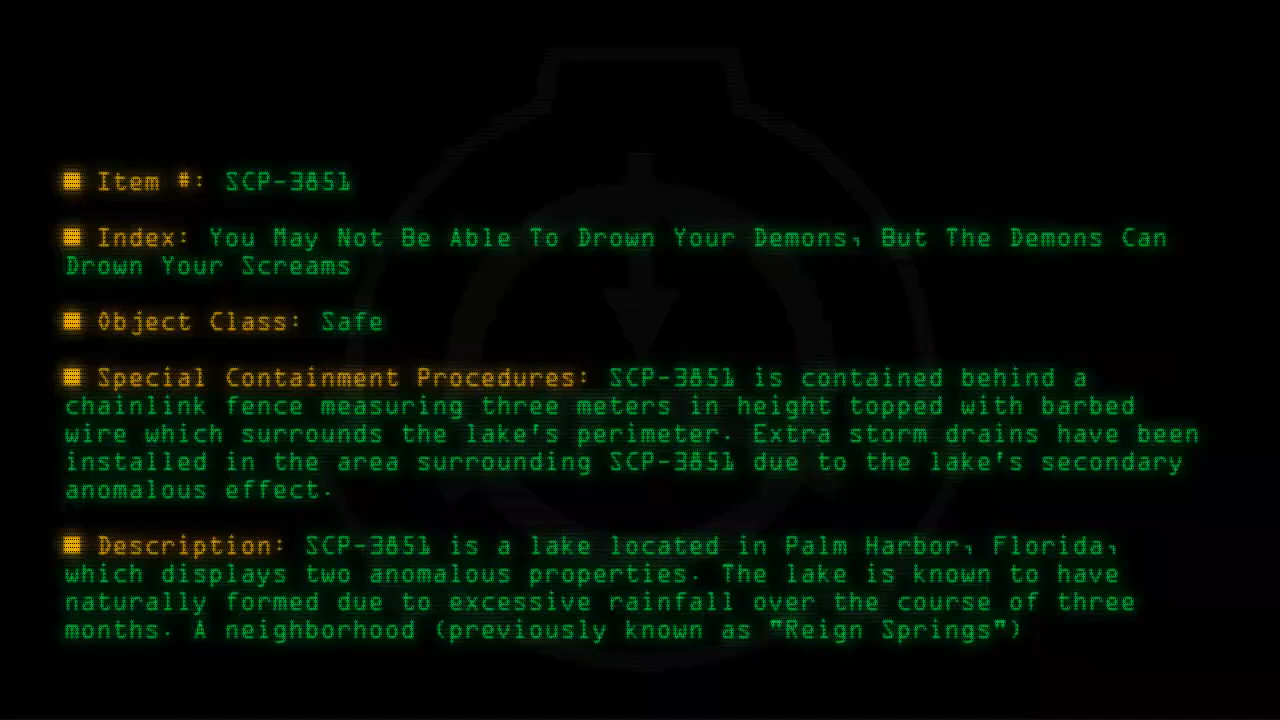 ■ Item #: SCP-3851
■ Index: You May Not Be Able To Drown Your Demons, But The Demons Can
Drown Your Screams
■ Object Class: Safe
■ Special Containment Procedures: SCP-3851 is contained behind a
chainlink fence measuring three meters in height topped with barbed
wire which surrounds the lake's perimeter. Extra storm drains have been
installed in the area surrounding SCP-3851 due to the lake's secondary
anomalous effect.
■ Description: SCP-3851 is a lake located in Palm Harbor, Florida,
which displays two anomalous properties. The lake is known to have
naturally formed due to excessive rainfall over the course of three
months. A neighborhood (previously known as "Reign Springs")